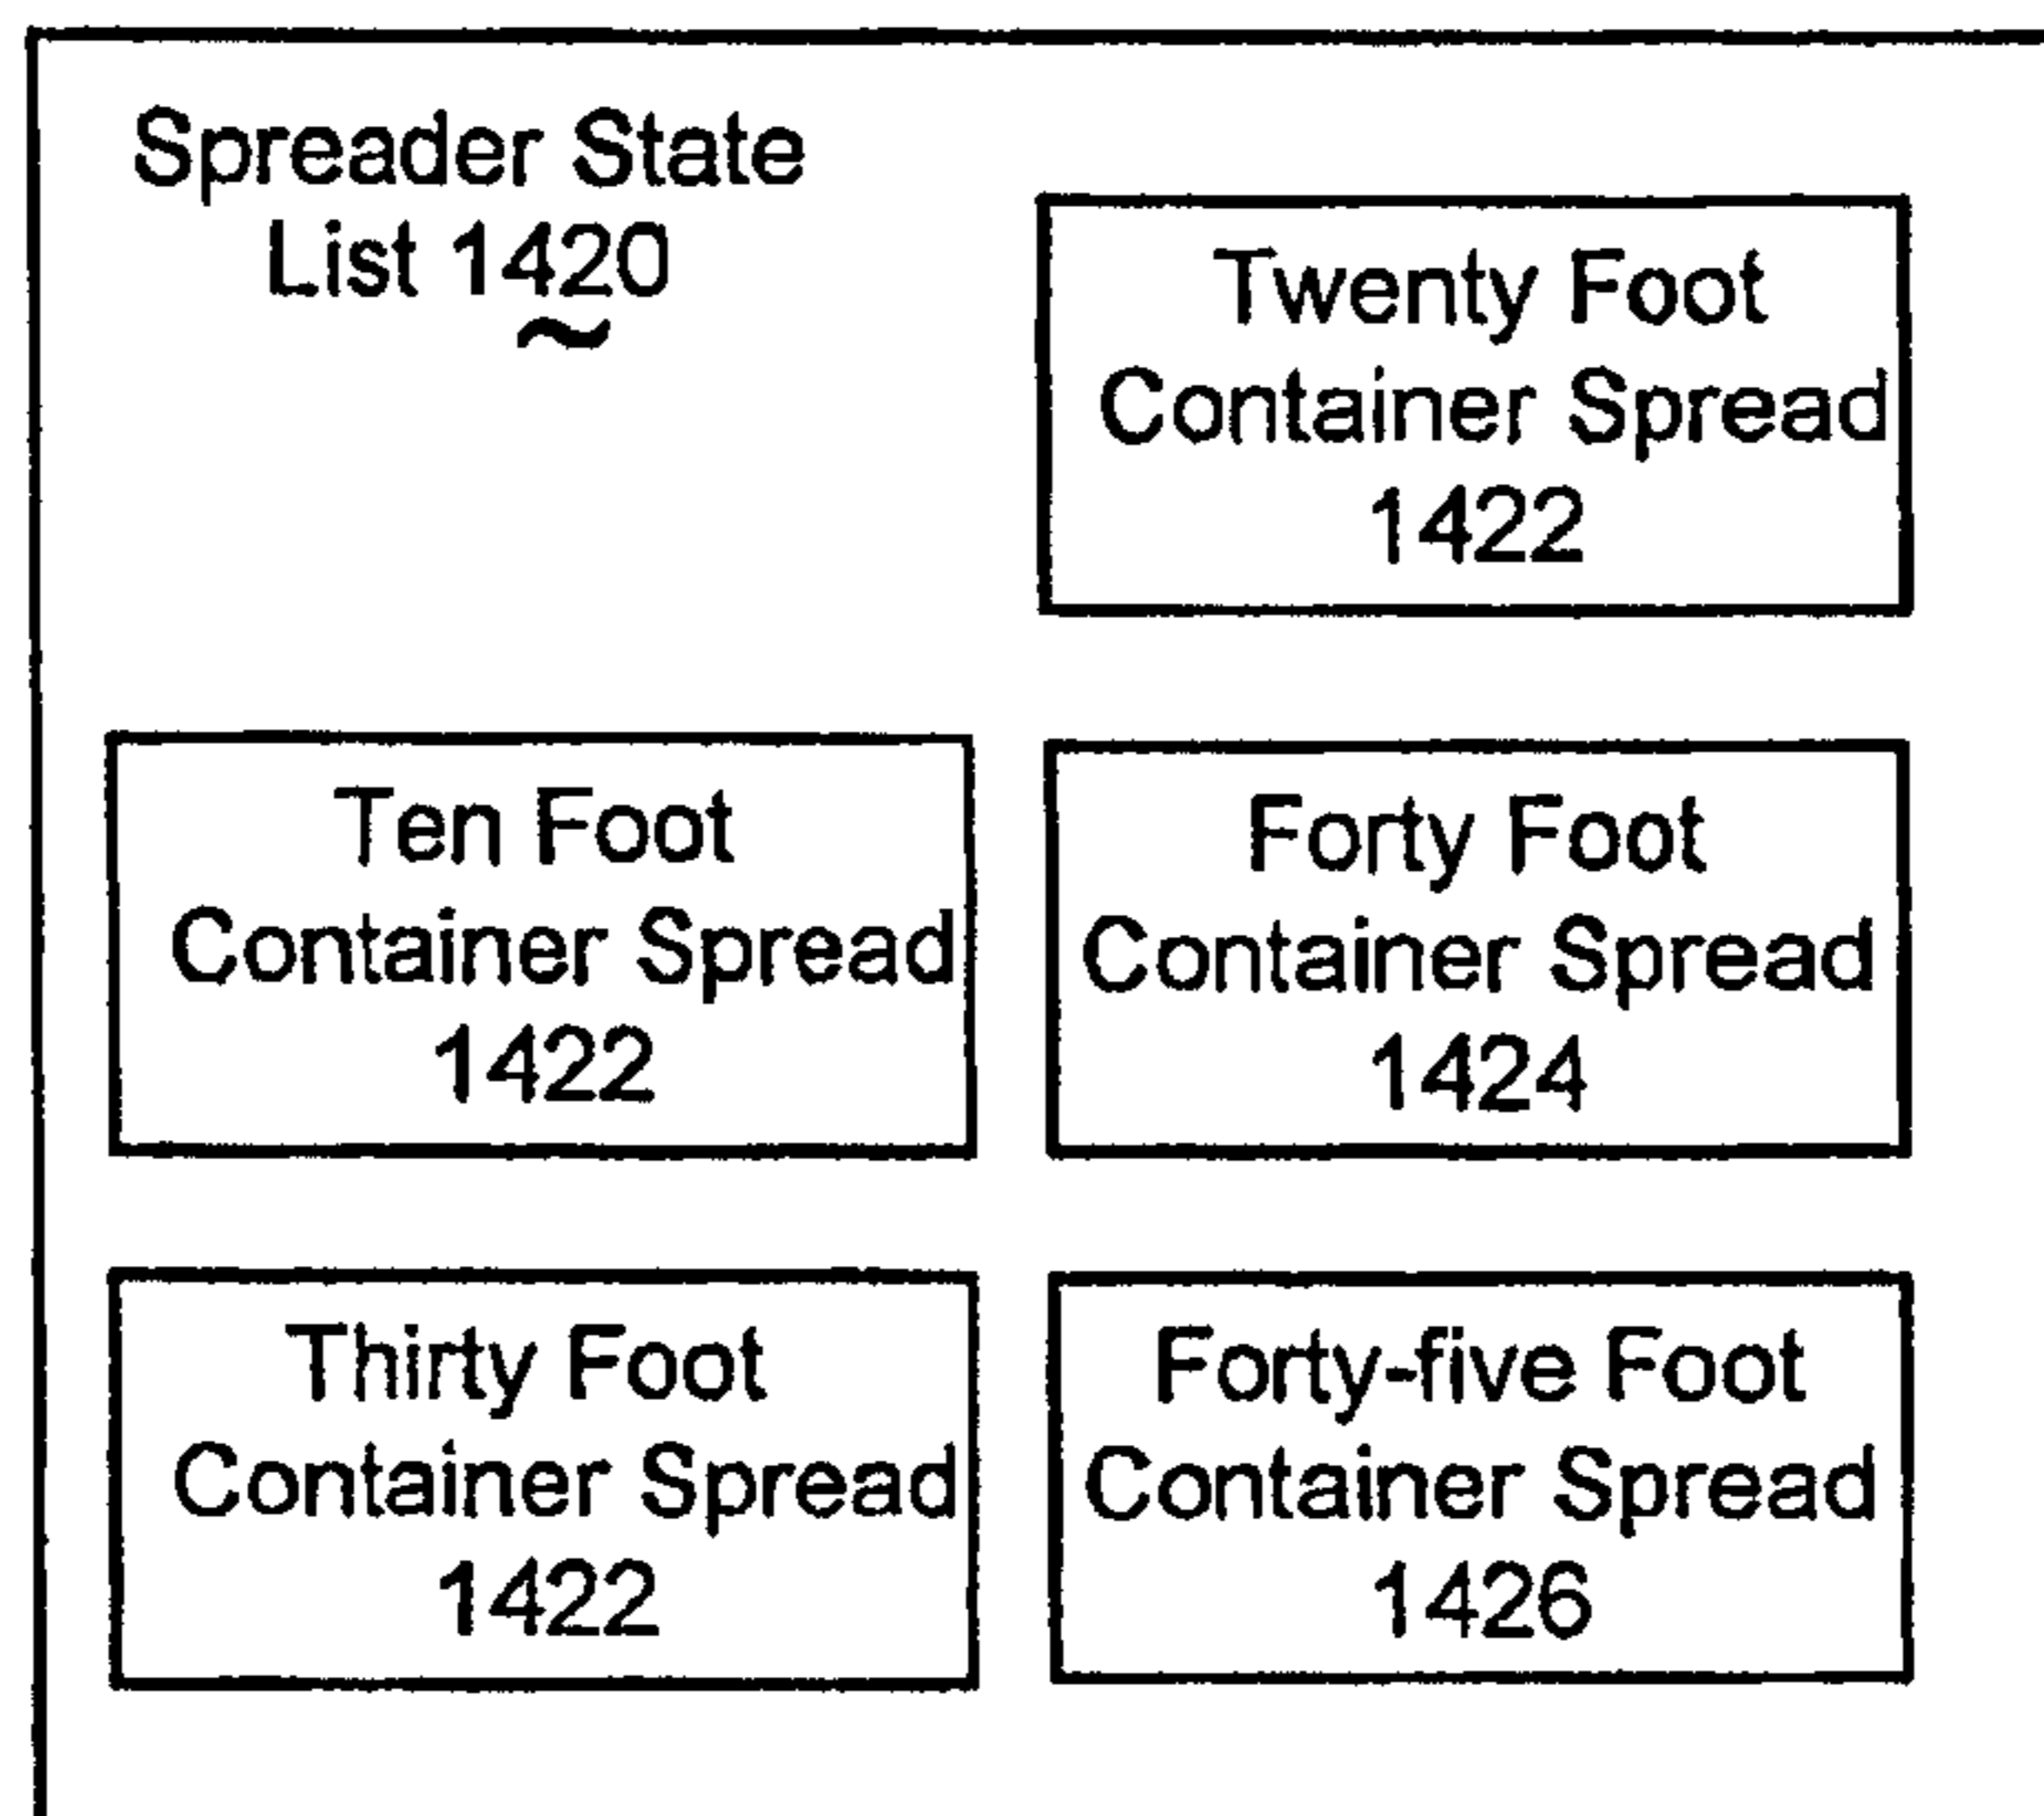 Spreader State
List 1420
Twenty Foot
Container Spread
1422
Ten Foot
Container Spread
1422
Forty Foot
Container Spread
1424
Thirty Foot
Container Spread
1422
Forty-five Foot
Container Spread
1426